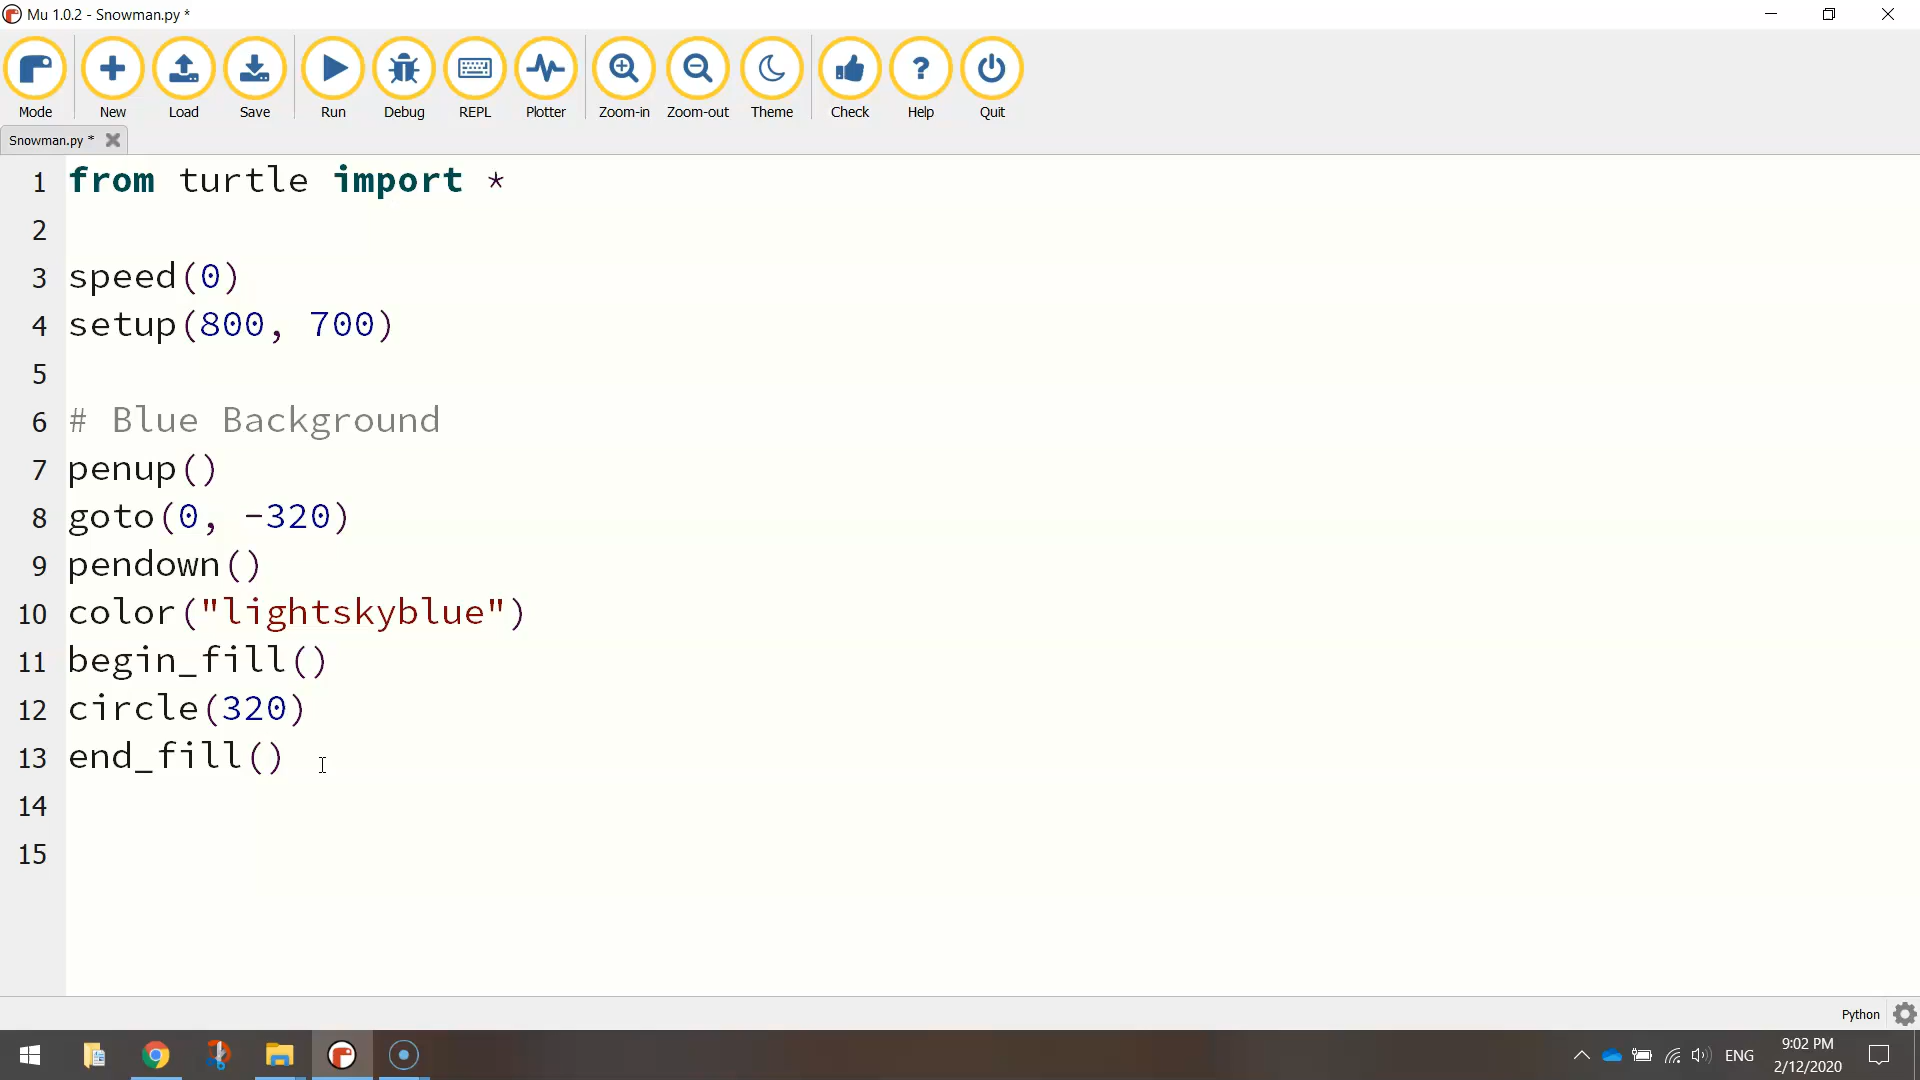 Mu 1.0.2 - Snowman.py *
Mode New Load Save Run Debug REPL Plotter Zoom-in Zoom-out Theme Check Help Quit
Snowman.py *
1 from turtle import *
2
3 speed(0)
4 setup(800, 700)
5
6 # Blue Background
7 penup()
8 goto(0, -320)
9 pendown()
10 color("lightskyblue")
11 begin_fill()
12 circle(320)
13 end_fill()
14
15
Python
ENG
9:02 PM
2/12/2020